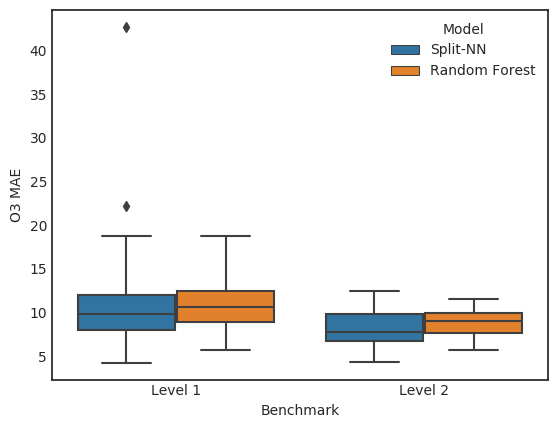 Model
Split-NN
Random Forest
O3 MAE
40
35
30
25
20
15
10
5
Level 1
Level 2
Benchmark